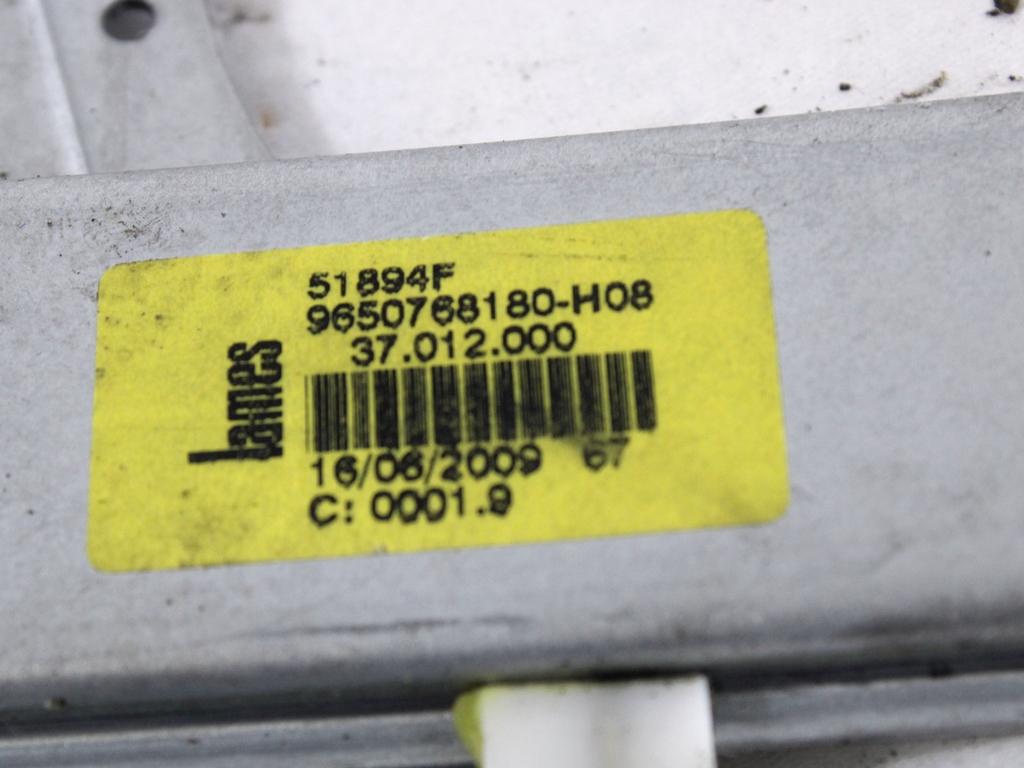 51894F
9650768180-H08
37.012.000
Lames
16/06/2009 67
C: 0001.9